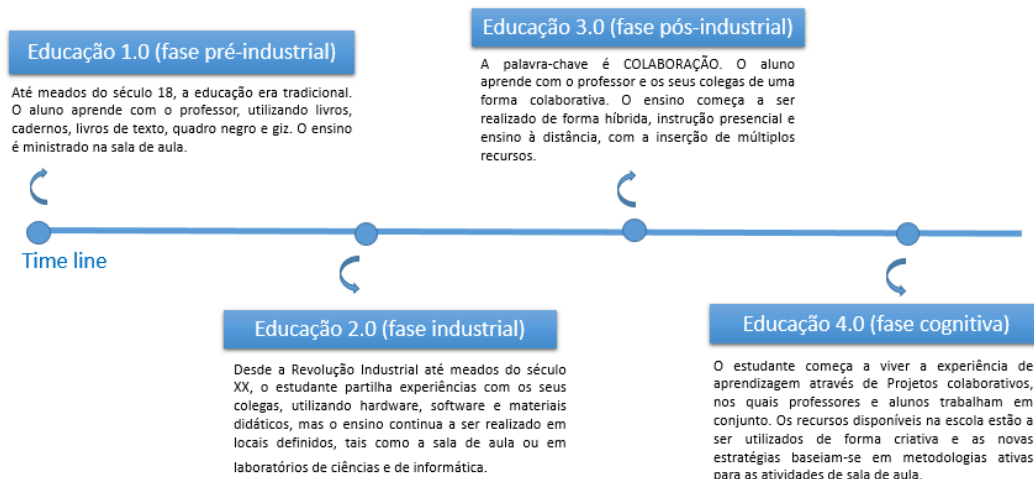 Educação 1.0 (fase pré-industrial)
Até meados do século 18, a educação era tradicional.
O aluno aprende com o professor, utilizando livros,
cadernos, livros de texto, quadro negro e giz. O ensino
é ministrado na sala de aula.
Educação 3.0 (fase pós-industrial)
A palavra-chave é COLABORAÇÃO. O aluno
aprende com o professor e os seus colegas de uma
forma colaborativa. O ensino começa a ser
realizado de forma híbrida, instrução presencial e
ensino à distância, com a inserção de múltiplos
recursos.
Time line
Educação 2.0 (fase industrial)
Desde a Revolução Industrial até meados do século
XX, o estudante partilha experiências com os seus
colegas, utilizando hardware, software e materiais
didáticos, mas o ensino continua a ser realizado em
locais definidos, tais como a sala de aula ou em
laboratórios de ciências e de informática.
Educação 4.0 (fase cognitiva)
O estudante começa a viver a experiência de
aprendizagem através de Projetos colaborativos,
nos quais professores e alunos trabalham em
conjunto. Os recursos disponíveis na escola estão a
ser utilizados de forma criativa e as novas
estratégias baseiam-se em metodologias ativas
para as atividades de sala de aula.